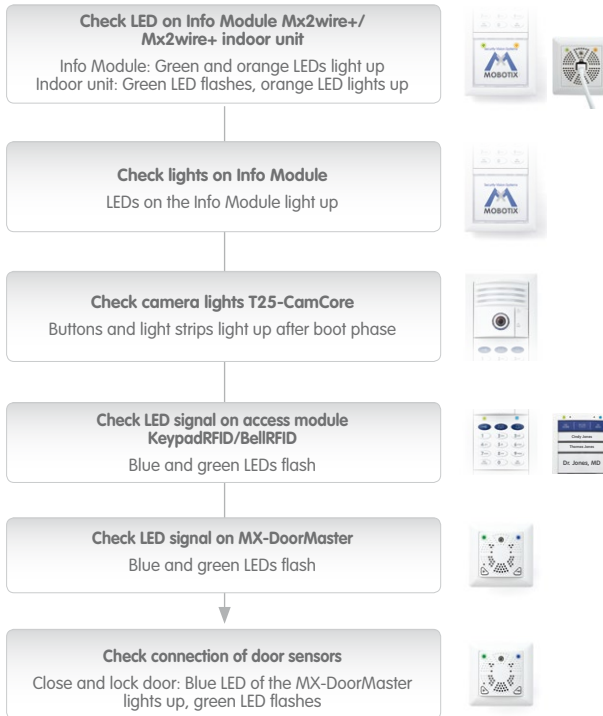 Check LED on Info Module Mx2wire+/
Mx2wire+ indoor unit
Info Module: Green and orange LEDs light up
Indoor unit: Green LED flashes, orange LED lights up
MOBOTIX
Check lights on Info Module
LEDs on the Info Module light up
MOBOTIX
Check camera lights T25-CamCore
Buttons and light strips light up after boot phase
Check LED signal on access module
KeypadRFID/BellRFID
Blue and green LEDs flash
Cindy Jones
Thomas Jones
Dr. Jones, MD
Check LED signal on MX-DoorMaster
Blue and green LEDs flash
Check connection of door sensors
Close and lock door: Blue LED of the MX-DoorMaster
lights up, green LED flashes